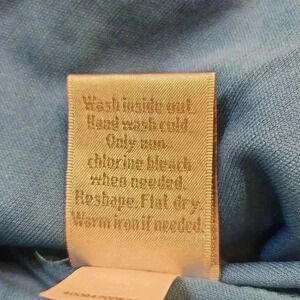 Wash inside out.
Hand wash cold.
Only non
chlorine bleach
when needed.
Reshape. Flat dry.
Warm iron if needed.